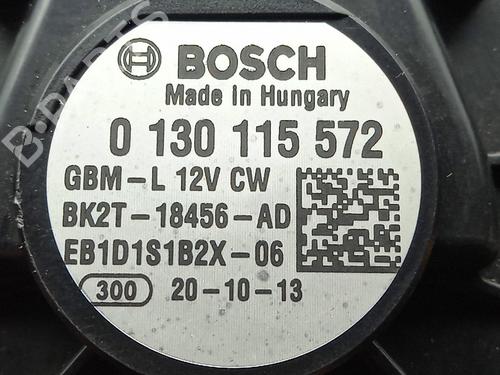 BOSCH
Made in Hungary
0 130 115 572
GBM-L 12V CW
BK2T-18456-AD
EB1D1S1B2X-06
300 20-10-13
B-PARTS